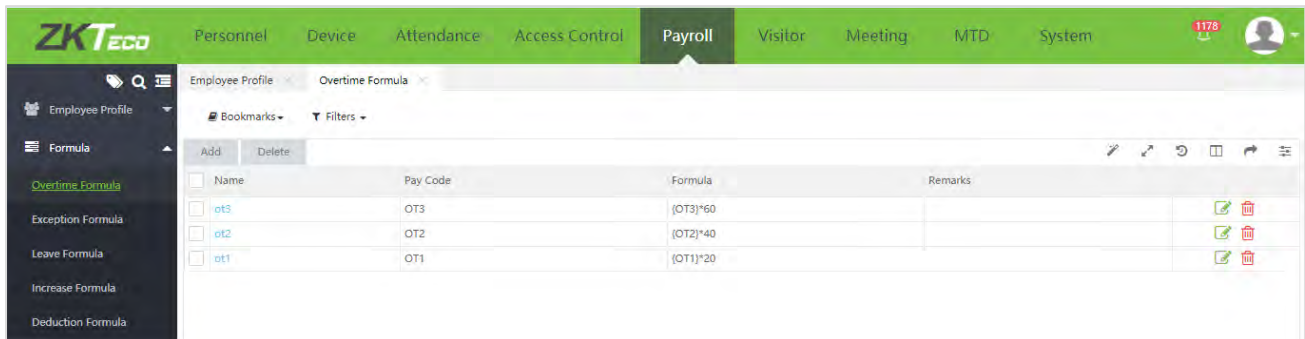 ZKTECO
Personnel Device Attendance Access Control Payroll Visitor Meeting MTD System 1178
Employee Profile Overtime Formula
Employee Profile
Bookmarks Filters
Formula
Add Delete
Name Pay Code Formula Remarks
Overtime Formula
ot3 OT3 {OT3}*60
Exception Formula
ot2 OT2 {OT2}*40
Leave Formula
ot1 OT1 {OT1}*20
Increase Formula
Deduction Formula